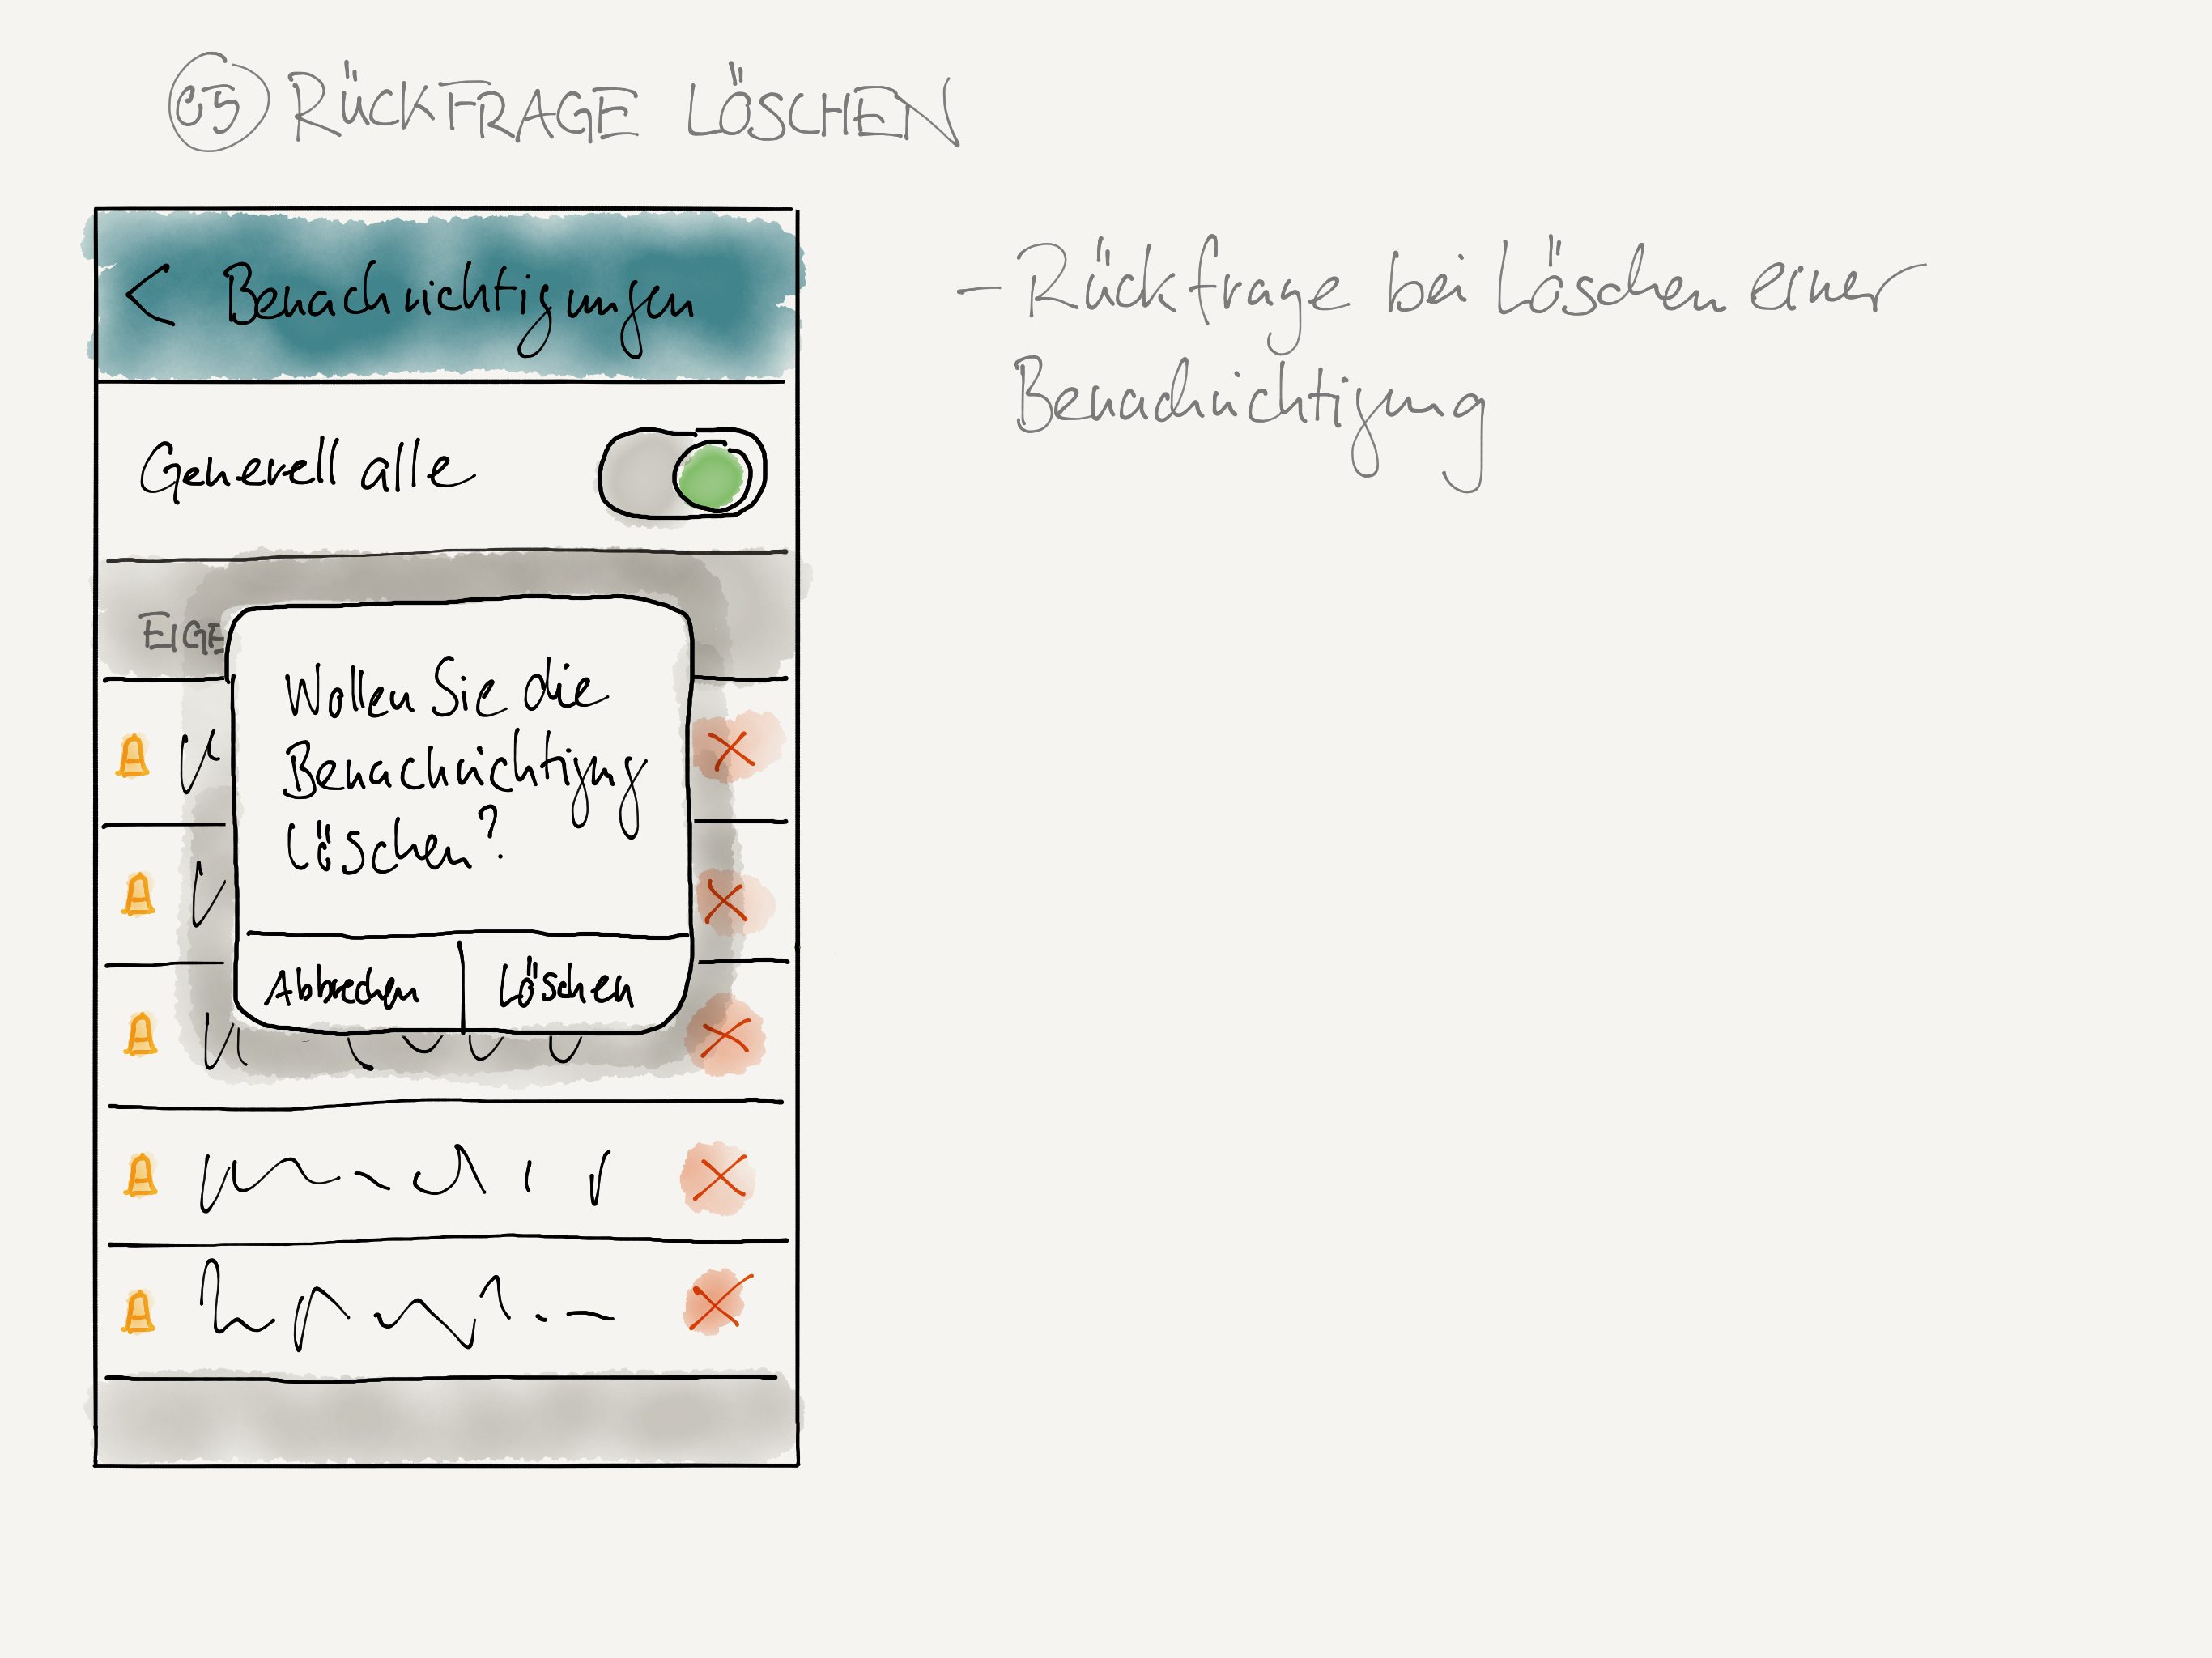 05 RÜCKFRAGE LÖSCHEN
< Benachrichtigungen
Generell alle
EIGE
Wollen Sie die
Benachrichtigung
löschen?
Abbrechen Löschen
- Rückfrage bei Löschen einer
Benachrichtigung